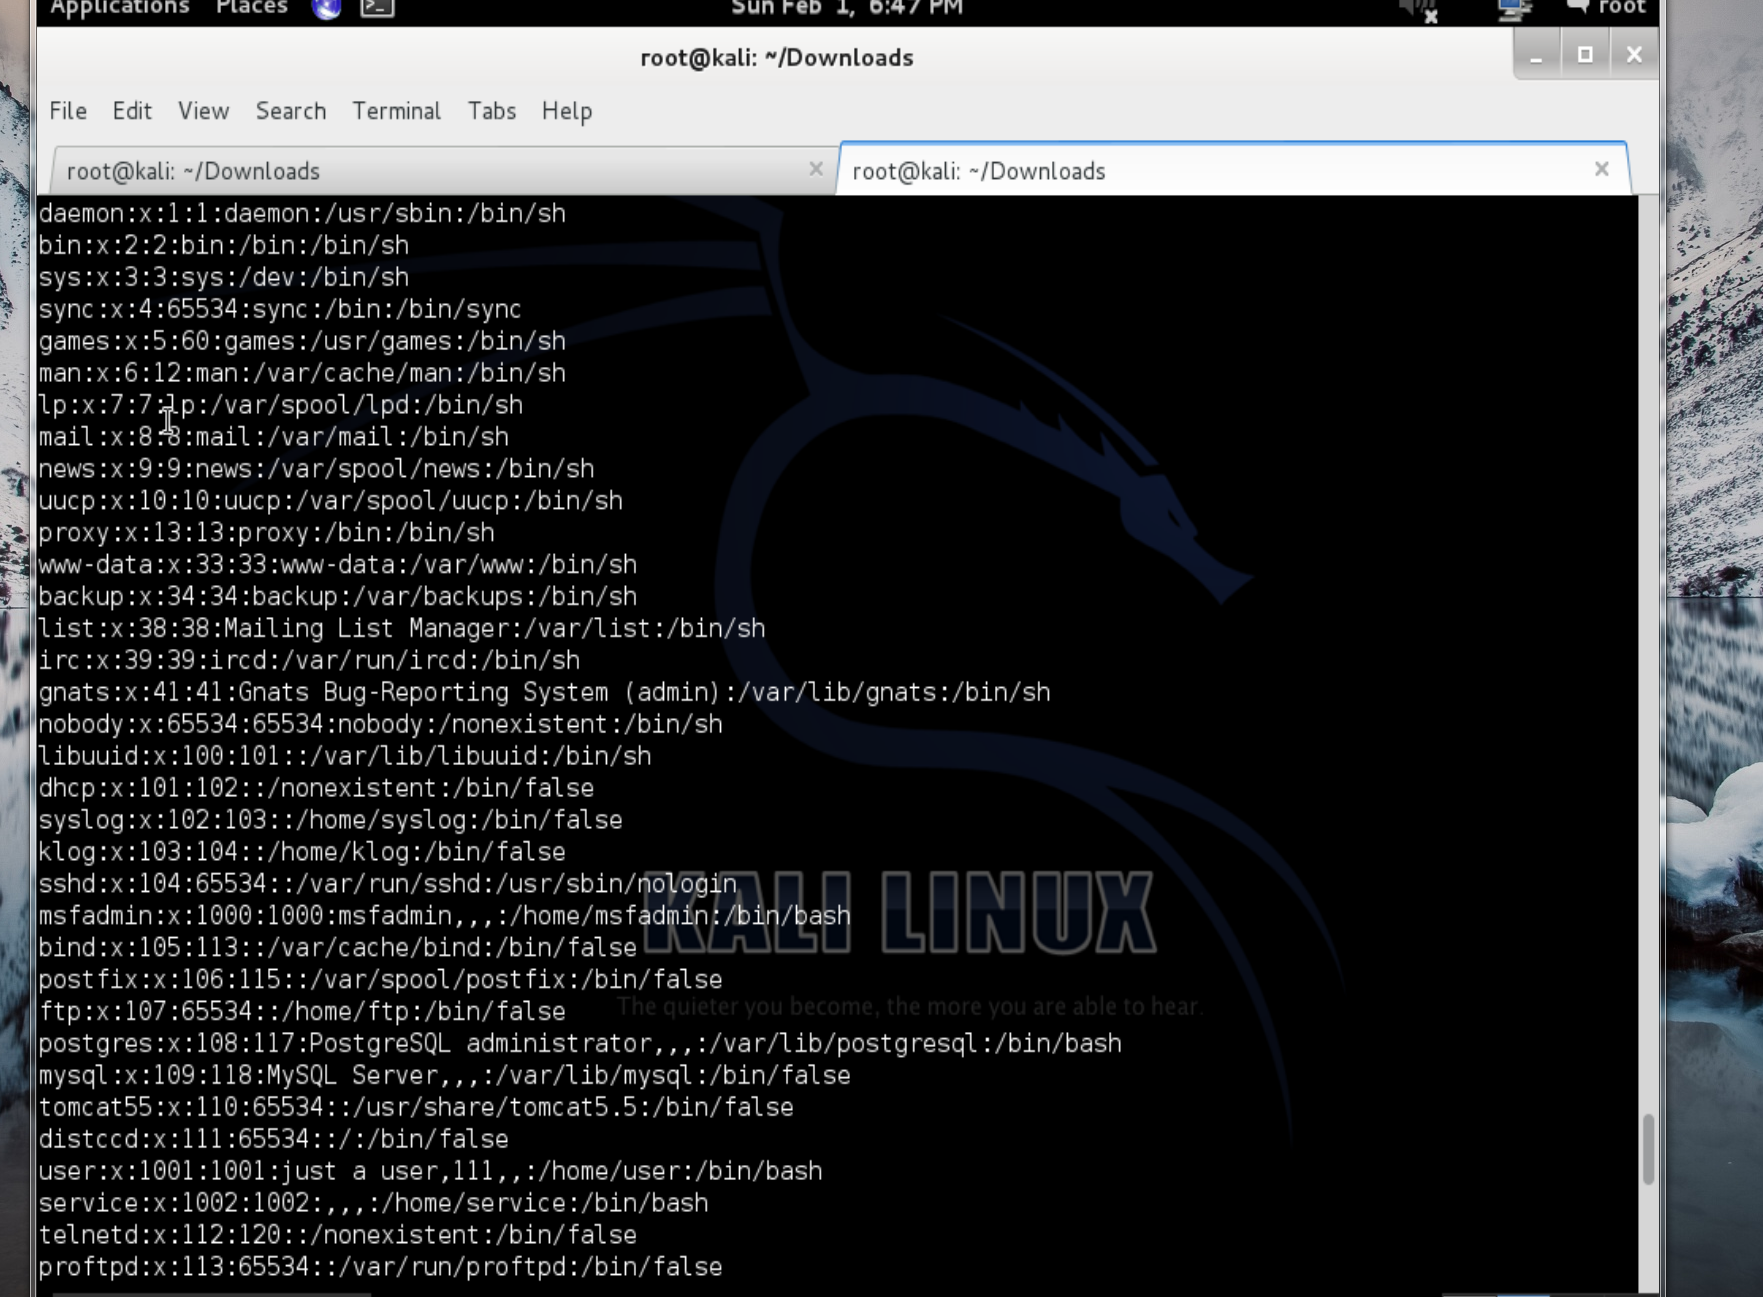 Applications Places Sun Feb 1, 6:47 PM root
root@kali: ~/Downloads
File Edit View Search Terminal Tabs Help
root@kali: ~/Downloads root@kali: ~/Downloads
daemon:x:1:1:daemon:/usr/sbin:/bin/sh
bin:x:2:2:bin:/bin:/bin/sh
sys:x:3:3:sys:/dev:/bin/sh
sync:x:4:65534:sync:/bin:/bin/sync
games:x:5:60:games:/usr/games:/bin/sh
man:x:6:12:man:/var/cache/man:/bin/sh
lp:x:7:7:lp:/var/spool/lpd:/bin/sh
mail:x:8:8:mail:/var/mail:/bin/sh
news:x:9:9:news:/var/spool/news:/bin/sh
uucp:x:10:10:uucp:/var/spool/uucp:/bin/sh
proxy:x:13:13:proxy:/bin:/bin/sh
www-data:x:33:33:www-data:/var/www:/bin/sh
backup:x:34:34:backup:/var/backups:/bin/sh
list:x:38:38:Mailing List Manager:/var/list:/bin/sh
irc:x:39:39:ircd:/var/run/ircd:/bin/sh
gnats:x:41:41:Gnats Bug-Reporting System (admin):/var/lib/gnats:/bin/sh
nobody:x:65534:65534:nobody:/nonexistent:/bin/sh
libuuid:x:100:101::/var/lib/libuuid:/bin/sh
dhcp:x:101:102::/nonexistent:/bin/false
syslog:x:102:103::/home/syslog:/bin/false
klog:x:103:104::/home/klog:/bin/false
sshd:x:104:65534::/var/run/sshd:/usr/sbin/nologin
msfadmin:x:1000:1000:msfadmin,,,:/home/msfadmin:/bin/bash
KALI LINUX
bind:x:105:113::/var/cache/bind:/bin/false
postfix:x:106:115::/var/spool/postfix:/bin/false
The quieter you become, the more you are able to hear.
ftp:x:107:65534::/home/ftp:/bin/false
postgres:x:108:117:PostgreSQL administrator,,,:/var/lib/postgresql:/bin/bash
mysql:x:109:118:MySQL Server,,,:/var/lib/mysql:/bin/false
tomcat55:x:110:65534::/usr/share/tomcat5.5:/bin/false
distccd:x:111:65534::/:/bin/false
user:x:1001:1001:just a user,111,,:/home/user:/bin/bash
service:x:1002:1002:,,,:/home/service:/bin/bash
telnetd:x:112:120::/nonexistent:/bin/false
proftpd:x:113:65534::/var/run/proftpd:/bin/false